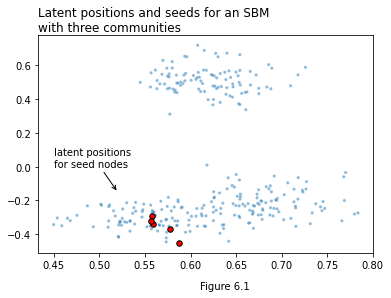 Latent positions and seeds for an SBM
with three communities
0.6
0.4
0.2
latent positions
for seed nodes
0.0
−0.2
−0.4
0.45 0.50 0.55 0.60 0.65 0.70 0.75 0.80
Figure 6.1